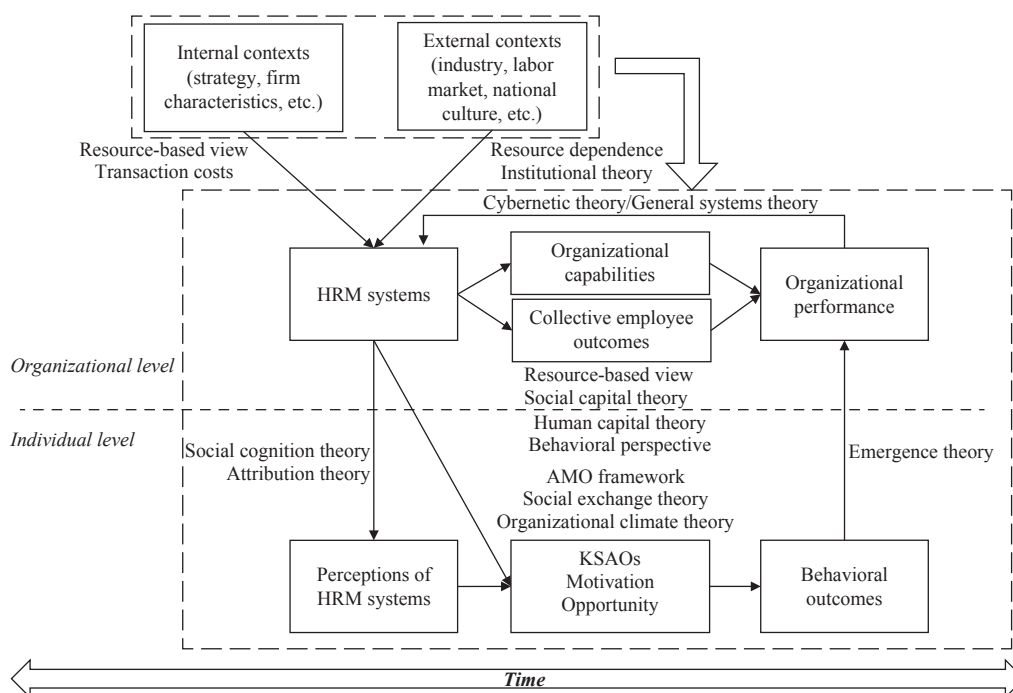 Internal contexts
(strategy, firm
characteristics, etc.)
External contexts
(industry, labor
market, national
culture, etc.)
Resource-based view
Transaction costs
Resource dependence
Institutional theory
Cybernetic theory/General systems theory
HRM systems
Organizational
capabilities
Collective employee
outcomes
Organizational
performance
Organizational level
Resource-based view
Social capital theory
Individual level
Human capital theory
Behavioral perspective
Social cognition theory
Attribution theory
Emergence theory
AMO framework
Social exchange theory
Organizational climate theory
Perceptions of
HRM systems
KSAOs
Motivation
Opportunity
Behavioral
outcomes
Time